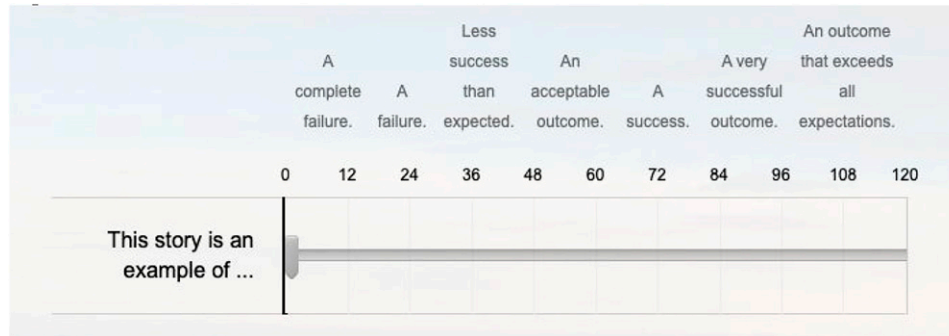 Less An outcome
A success An A very that exceeds
complete A than acceptable A successful all
failure. failure. expected. outcome. success. outcome. expectations.
0 12 24 36 48 60 72 84 96 108 120
This story is an
example of ...